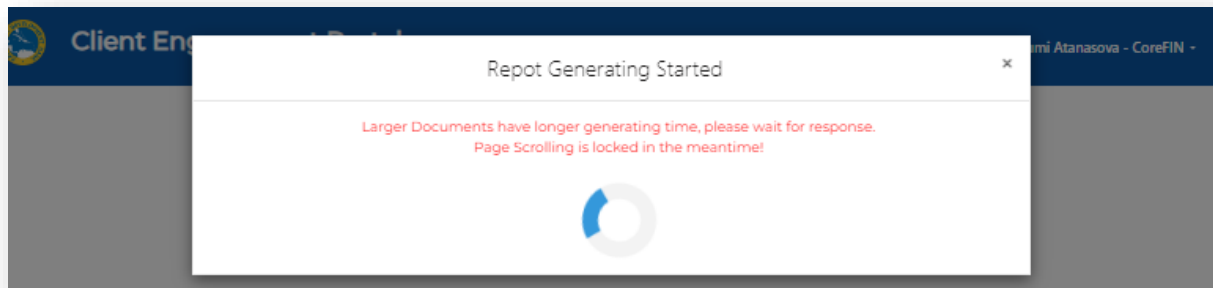 Client Eng
Repot Generating Started
×
Atanasova - CoreFIN
Larger Documents have longer generating time, please wait for response.
Page Scrolling is locked in the meantime!